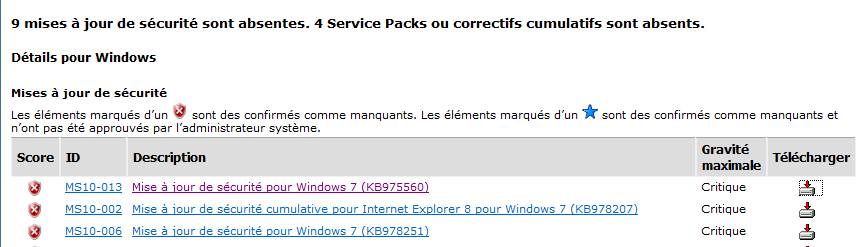 9 mises à jour de sécurité sont absentes. 4 Service Packs ou correctifs cumulatifs sont absents.
Détails pour Windows
Mises à jour de sécurité
Les éléments marqués d’un sont des confirmés comme manquants. Les éléments marqués d’un sont des confirmés comme manquants et
n’ont pas été approuvés par l’administrateur système.
Score ID Description Gravité maximale Télécharger
MS10-013 Mise à jour de sécurité pour Windows 7 (KB975560) Critique
MS10-002 Mise à jour de sécurité cumulative pour Internet Explorer 8 pour Windows 7 (KB978207) Critique
MS10-006 Mise à jour de sécurité pour Windows 7 (KB978251) Critique